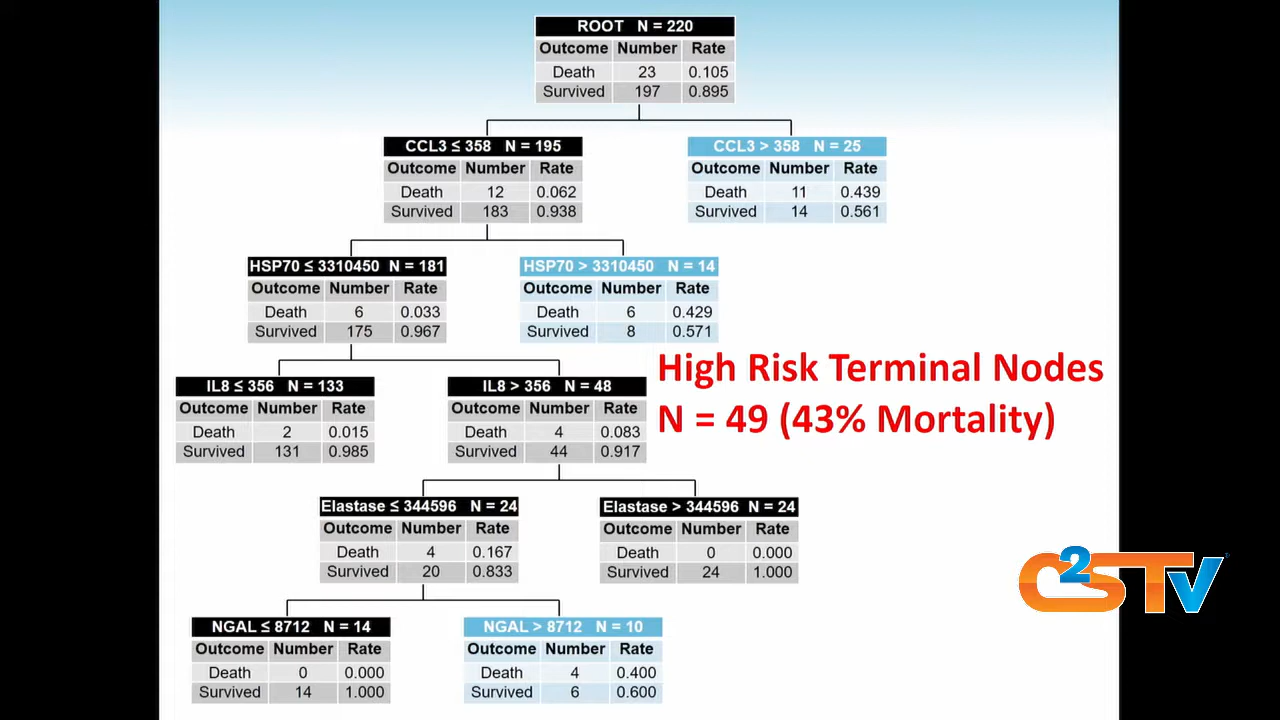 ROOT N = 220
Outcome Number Rate
Death 23 0.105
Survived 197 0.895
CCL3 ≤ 358 N = 195
Outcome Number Rate
Death 12 0.062
Survived 183 0.938
CCL3 > 358 N = 25
Outcome Number Rate
Death 11 0.439
Survived 14 0.561
HSP70 ≤ 3310450 N = 181
Outcome Number Rate
Death 6 0.033
Survived 175 0.967
HSP70 > 3310450 N = 14
Outcome Number Rate
Death 6 0.429
Survived 8 0.571
High Risk Terminal Nodes
N = 49 (43% Mortality)
IL8 ≤ 356 N = 133
Outcome Number Rate
Death 2 0.015
Survived 131 0.985
IL8 > 356 N = 48
Outcome Number Rate
Death 4 0.083
Survived 44 0.917
Elastase ≤ 344596 N = 24
Outcome Number Rate
Death 4 0.167
Survived 20 0.833
Elastase > 344596 N = 24
Outcome Number Rate
Death 0 0.000
Survived 24 1.000
C2STV
NGAL ≤ 8712 N = 14
Outcome Number Rate
Death 0 0.000
Survived 14 1.000
NGAL > 8712 N = 10
Outcome Number Rate
Death 4 0.400
Survived 6 0.600